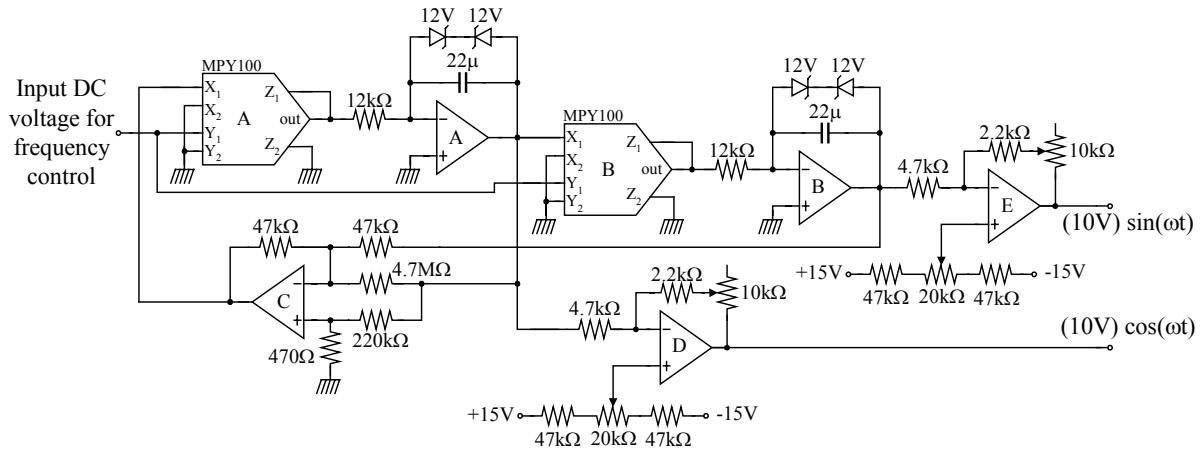 12V 12V
22µ
MPY100
X1
X2
Y1
Y2
A
Z1
out
Z2
12kΩ
−
+
A
Input DC
voltage for
frequency
control
MPY100
X1
X2
Y1
Y2
B
Z1
out
Z2
12kΩ
12V 12V
22µ
−
+
B
4.7kΩ
2.2kΩ
10kΩ
−
+
E
(10V) sin(ωt)
+15V
47kΩ
20kΩ
47kΩ
-15V
47kΩ
47kΩ
4.7MΩ
C
−
+
220kΩ
470Ω
4.7kΩ
2.2kΩ
10kΩ
−
+
D
(10V) cos(ωt)
+15V
47kΩ
20kΩ
47kΩ
-15V